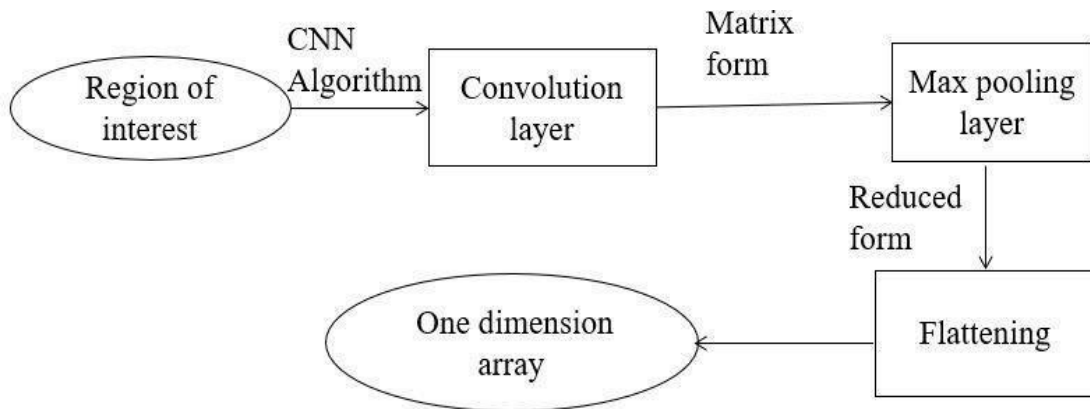 Region of
interest
CNN
Algorithm
Convolution
layer
Matrix
form
Max pooling
layer
Reduced
form
Flattening
One dimension
array